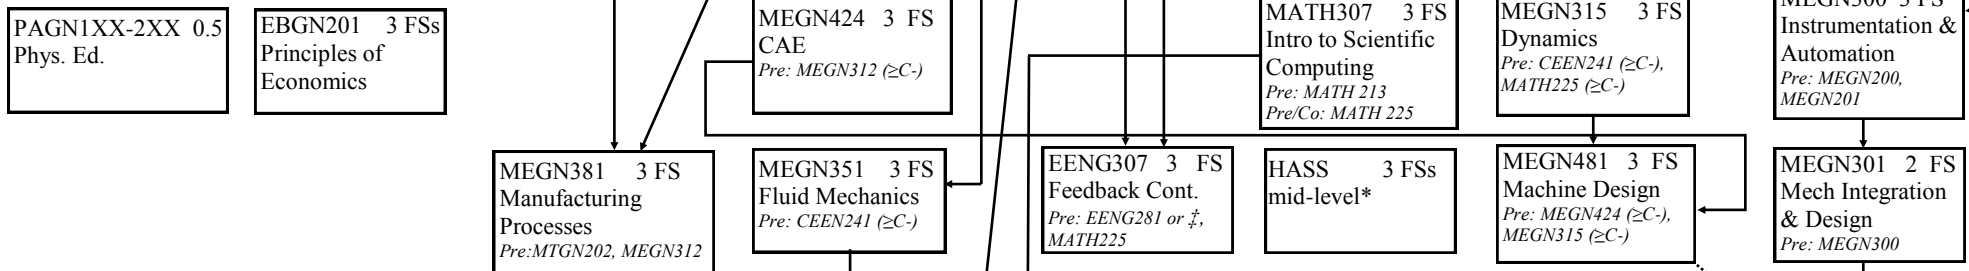 PAGN1XX-2XX 0.5
Phys. Ed.
EBGN201 3 FSs
Principles of
Economics
MEGN424 3 FS
CAE
Pre: MEGN312 (≥C-)
MATH307 3 FS
Intro to Scientific
Computing
Pre: MATH 213
Pre/Co: MATH 225
MEGN315 3 FS
Dynamics
Pre: CEEN241 (≥C-),
MATH225 (≥C-)
MEGN300 3 FS
Instrumentation &
Automation
Pre: MEGN200,
MEGN201
MEGN381 3 FS
Manufacturing
Processes
Pre:MTGN202, MEGN312
MEGN351 3 FS
Fluid Mechanics
Pre: CEEN241 (≥C-)
EENG307 3 FS
Feedback Cont.
Pre: EENG281 or ‡,
MATH225
HASS 3 FSs
mid-level*
MEGN481 3 FS
Machine Design
Pre: MEGN424 (≥C-),
MEGN315 (≥C-)
MEGN301 2 FS
Mech Integration
& Design
Pre: MEGN300